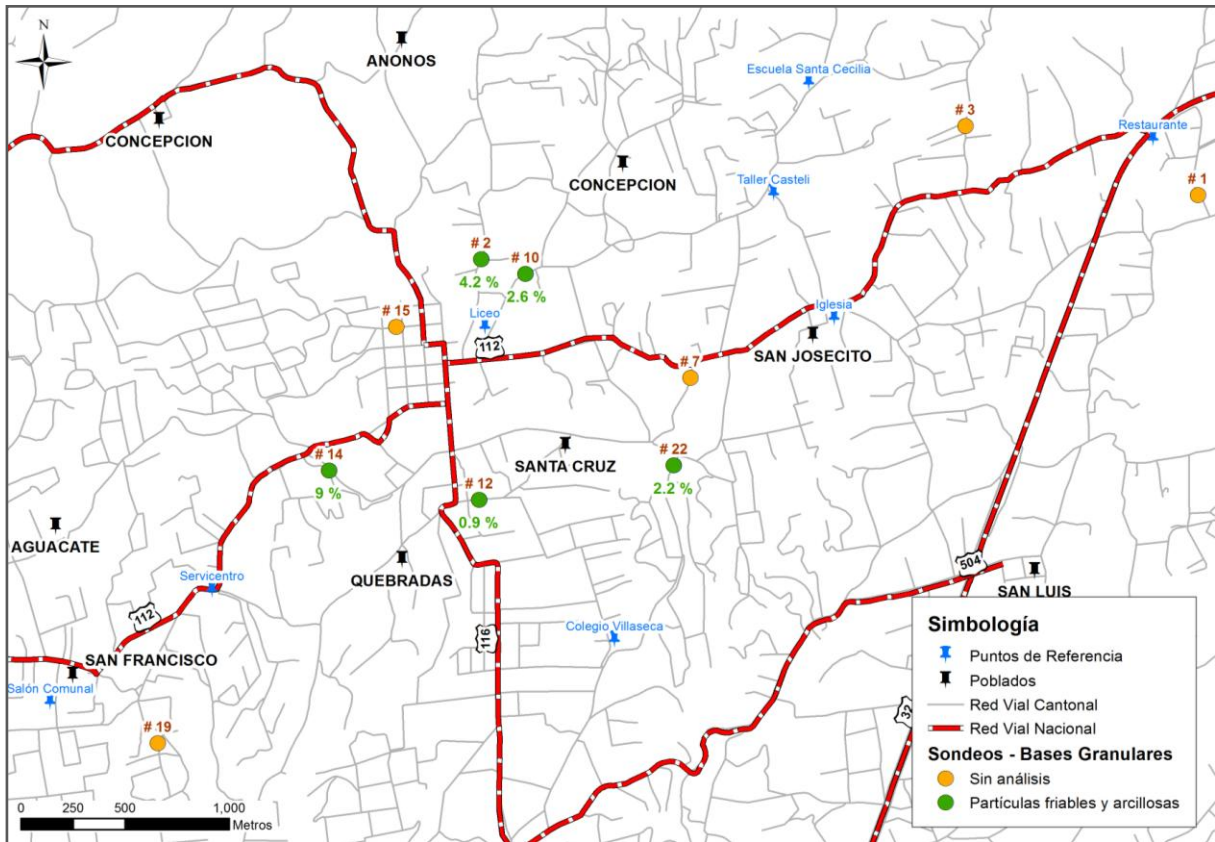 N
ANONOS
Escuela Santa Cecilia
# 3
Restaurante
CONCEPCION
CONCEPCION
Taller Casteli
# 1
# 2
# 10
4.2 %
2.6 %
# 15
Liceo
Iglesia
112
SAN JOSECITO
# 7
# 14
9 %
SANTA CRUZ
# 22
2.2 %
# 12
0.9 %
AGUACATE
QUEBRADAS
504
SAN LUIS
Servicentro
112
116
Colegio Villaseca
SAN FRANCISCO
Salón Comunal
# 19
32
Simbología
Puntos de Referencia
Poblados
Red Vial Cantonal
Red Vial Nacional
Sondeos - Bases Granulares
Sin análisis
Partículas friables y arcillosas
0 250 500 1,000
Metros